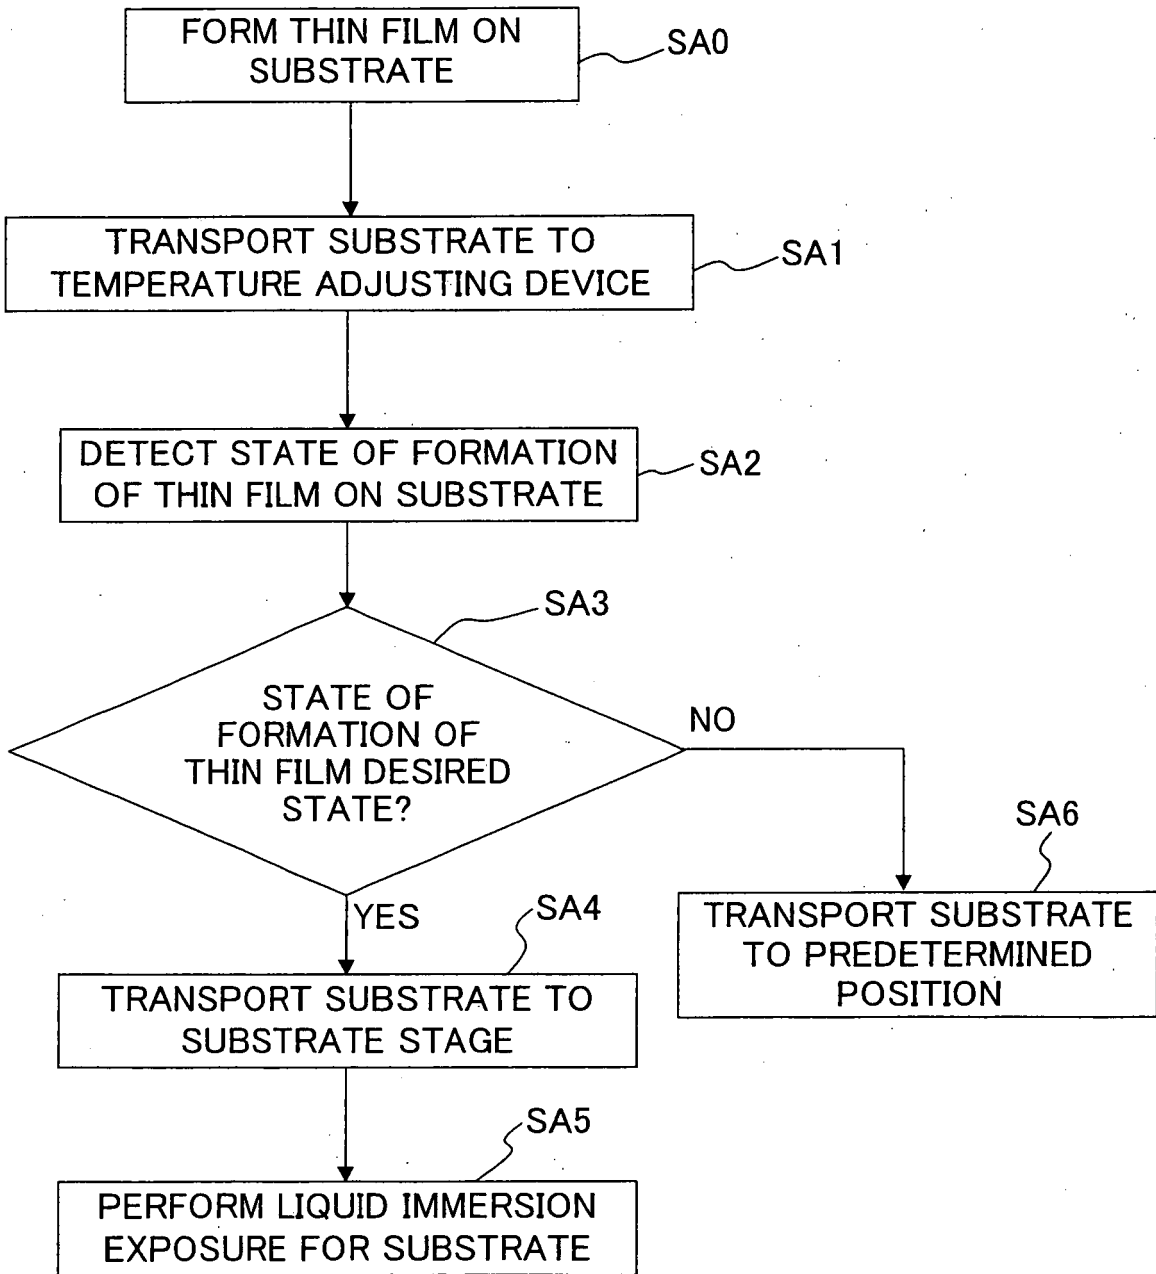 FORM THIN FILM ON
SUBSTRATE
SA0
TRANSPORT SUBSTRATE TO
TEMPERATURE ADJUSTING DEVICE
SA1
DETECT STATE OF FORMATION
OF THIN FILM ON SUBSTRATE
SA2
SA3
STATE OF
FORMATION OF
THIN FILM DESIRED
STATE?
NO
YES
SA4
TRANSPORT SUBSTRATE TO
SUBSTRATE STAGE
SA6
TRANSPORT SUBSTRATE
TO PREDETERMINED
POSITION
SA5
PERFORM LIQUID IMMERSION
EXPOSURE FOR SUBSTRATE